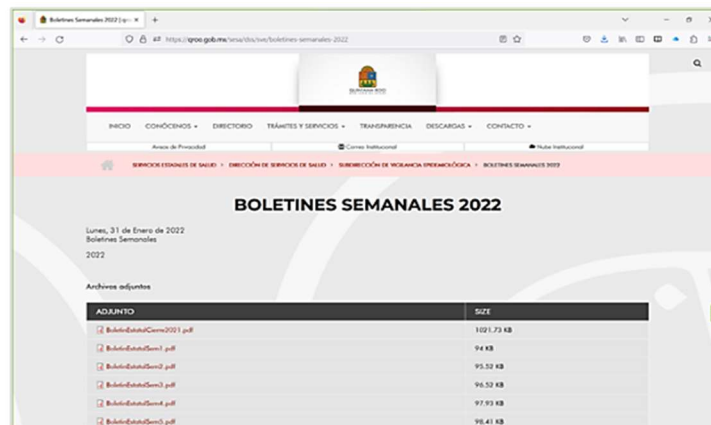 Boletines Semanales 2022 | qro
https://qroo.gob.mx/sesa/dss/sve/boletines-semanales-2022
QUINTANA ROO
INICIO CONÓCENOS DIRECTORIO TRÁMITES Y SERVICIOS TRANSPARENCIA DESCARGAS CONTACTO
Avisos de Privacidad Correo Institucional Nube Institucional
SERVICIOS ESTATALES DE SALUD › DIRECCIÓN DE SERVICIOS DE SALUD › SUBDIRECCIÓN DE VIGILANCIA EPIDEMIOLÓGICA › BOLETINES SEMANALES 2022
BOLETINES SEMANALES 2022
Lunes, 31 de Enero de 2022
Boletines Semanales
2022
Archivos adjuntos
ADJUNTO SIZE
BoletinEstatalCierre2021.pdf 1021.73 KB
BoletinEstatalSem1.pdf 94 KB
BoletinEstatalSem2.pdf 95.52 KB
BoletinEstatalSem3.pdf 96.52 KB
BoletinEstatalSem4.pdf 97.93 KB
BoletinEstatalSem5.pdf 98.41 KB